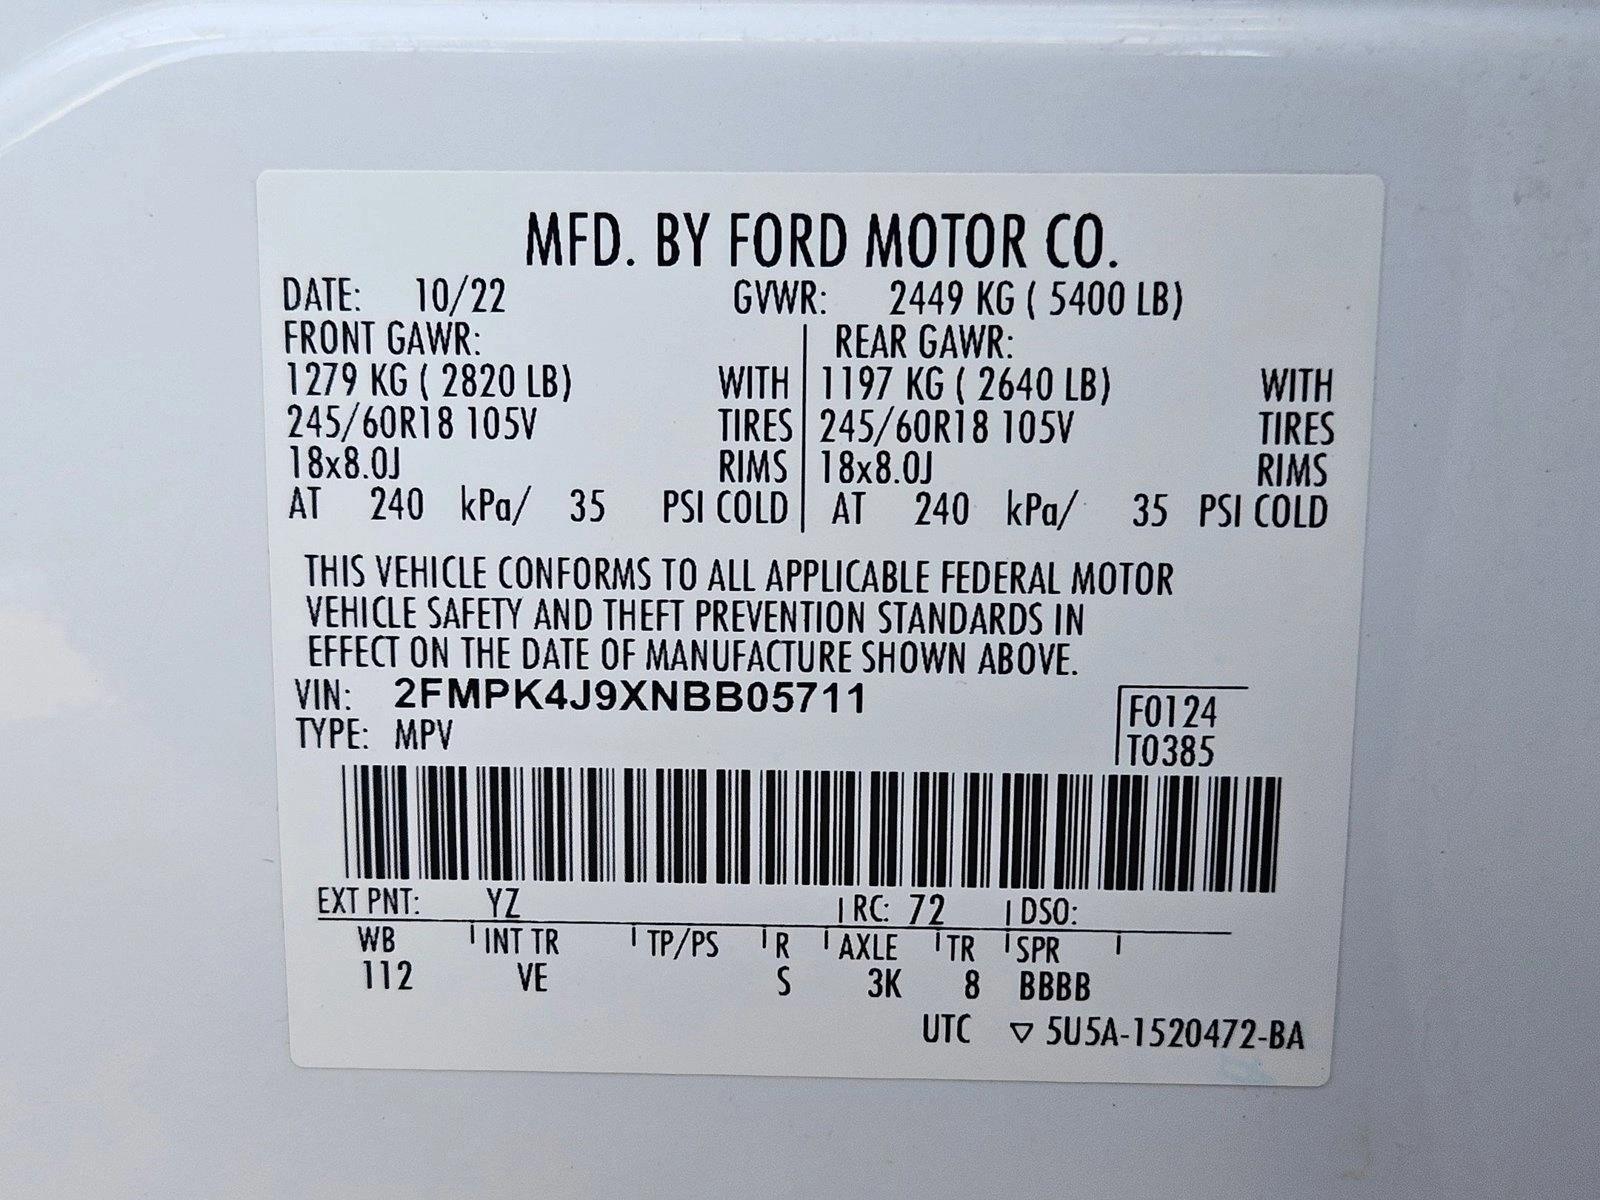 MFD. BY FORD MOTOR CO.
DATE: 10/22 GVWR: 2449 KG ( 5400 LB)
FRONT GAWR: REAR GAWR:
1279 KG ( 2820 LB) WITH 1197 KG ( 2640 LB) WITH
245/60R18 105V TIRES 245/60R18 105V TIRES
18x8.0J RIMS 18x8.0J RIMS
AT 240 kPa/ 35 PSI COLD AT 240 kPa/ 35 PSI COLD
THIS VEHICLE CONFORMS TO ALL APPLICABLE FEDERAL MOTOR
VEHICLE SAFETY AND THEFT PREVENTION STANDARDS IN
EFFECT ON THE DATE OF MANUFACTURE SHOWN ABOVE.
VIN: 2FMPK4J9XNBB05711 F0124
TYPE: MPV T0385
EXT PNT: YZ RC: 72 DSO:
WB INT TR TP/PS R AXLE TR SPR
112 VE S 3K 8 BBBB
UTC ▽ 5U5A-1520472-BA